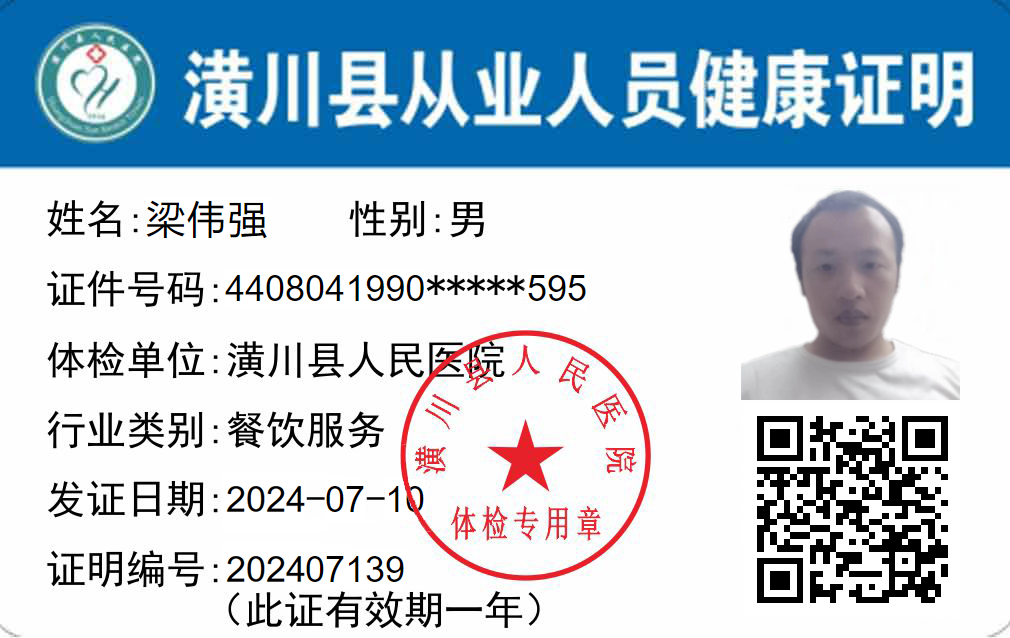 潢川县从业人员健康证明
姓名:梁伟强 性别:男
证件号码:4408041990*****595
体检单位:潢川县人民医院
行业类别:餐饮服务
发证日期:2024-07-10
证明编号:202407139
（此证有效期一年）
潢川县人民医院
体检专用章